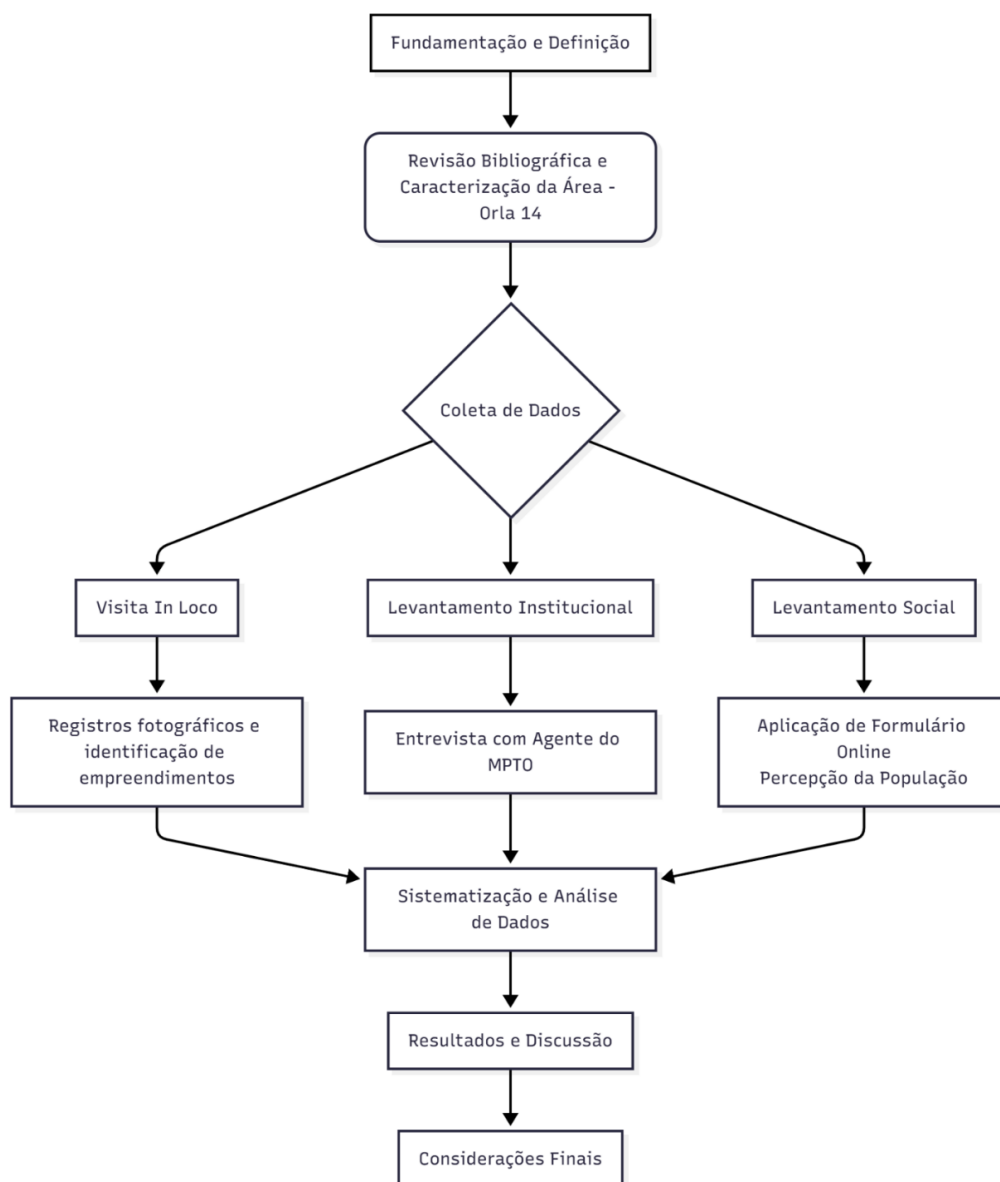 Fundamentação e Definição
Revisão Bibliográfica e
Caracterização da Área -
Orla 14
Coleta de Dados
Visita In Loco
Levantamento Institucional
Levantamento Social
Registros fotográficos e
identificação de
empreendimentos
Entrevista com Agente do
MPTO
Aplicação de Formulário
Online
Percepção da População
Sistematização e Análise
de Dados
Resultados e Discussão
Considerações Finais